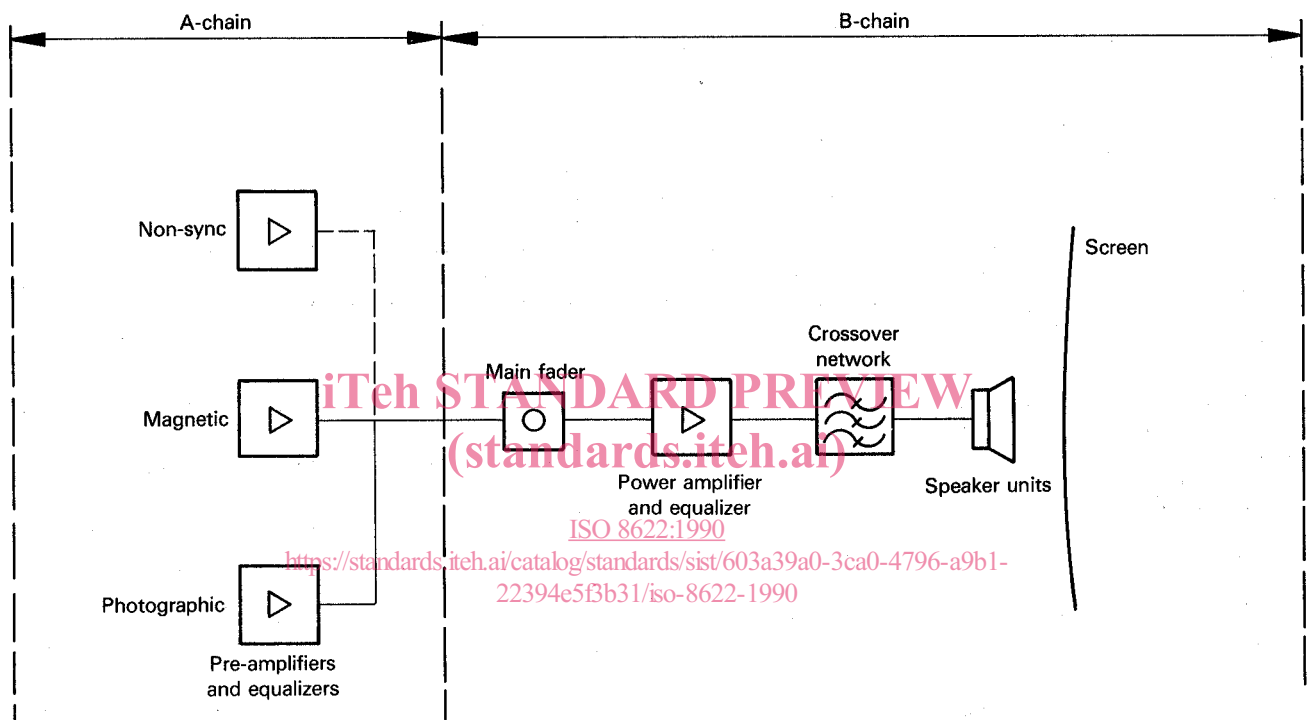 A-chain
B-chain
Non-sync
Screen
Crossover
network
Main fader
iTeh STANDARD PREVIEW
Magnetic
(standards.iteh.ai)
Power amplifier
and equalizer
Speaker units
ISO 8622:1990
https://standards.iteh.ai/catalog/standards/sist/603a39a0-3ca0-4796-a9b1-
22394e5f3b31/iso-8622-1990
Photographic
Pre-amplifiers
and equalizers